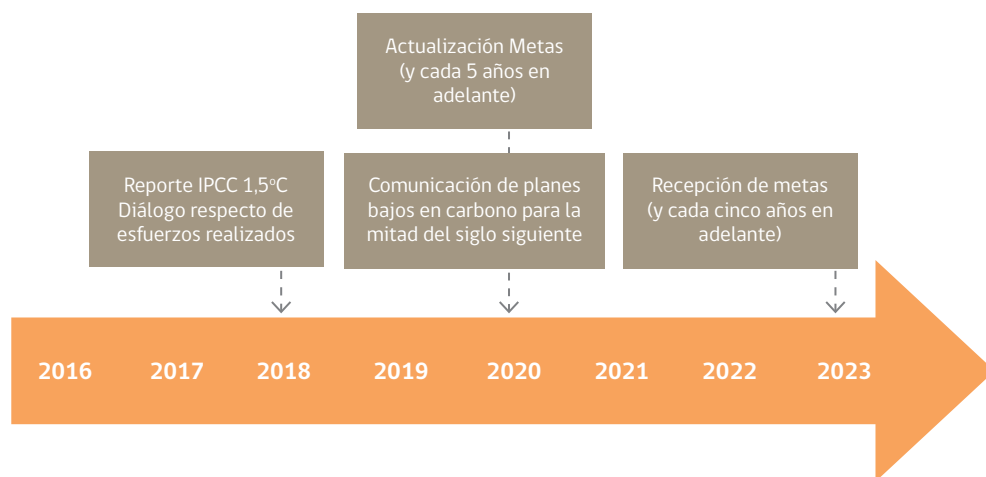 Actualización Metas
(y cada 5 años en
adelante)
Reporte IPCC 1,5ºC
Diálogo respecto de
esfuerzos realizados
Comunicación de planes
bajos en carbono para la
mitad del siglo siguiente
Recepción de metas
(y cada cinco años en
adelante)
2016 2017 2018 2019 2020 2021 2022 2023